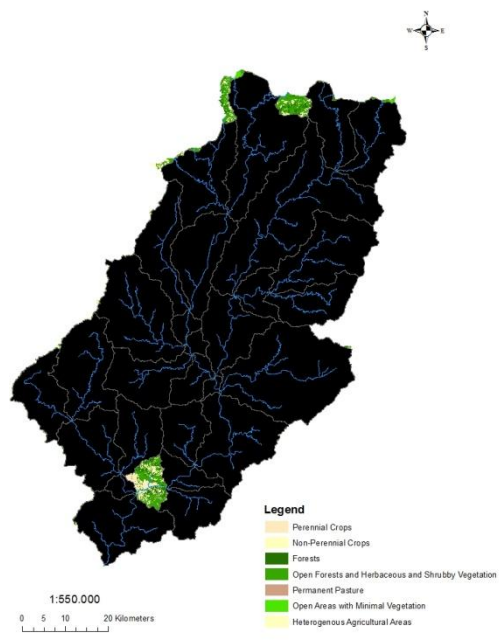 N
W E
S
Legend
Perennial Crops
Non-Perennial Crops
Forests
Open Forests and Herbaceous and Shrubby Vegetation
Permanent Pasture
Open Areas with Minimal Vegetation
Heterogenous Agricultural Areas
1:550.000
0 5 10 20 Kilometers